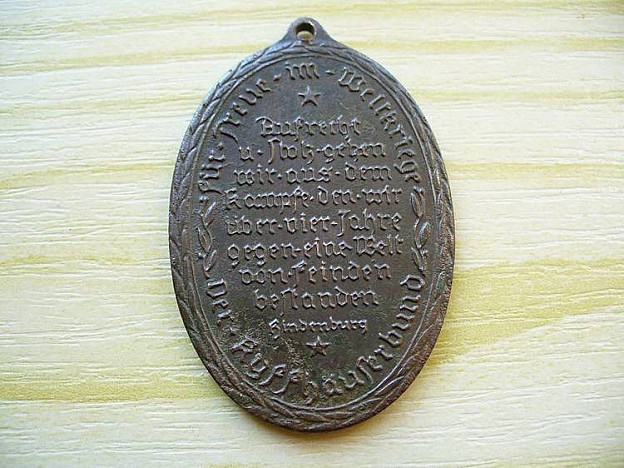 Für·Treue·im·Weltkriege
Aufrecht
u·stolz·gehen
wir·aus·dem
Kampfe·den·wir
über·vier·Jahre
gegen·eine·Welt
von·Feinden
bestanden
Hindenburg
Der·Kyffhäuserbund